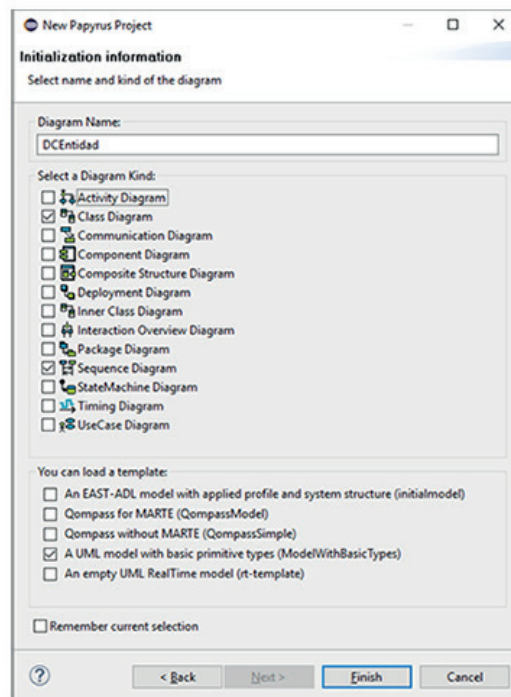 New Papyrus Project
Initialization information
Select name and kind of the diagram
Diagram Name:
DCEntidad
Select a Diagram Kind:
Activity Diagram
Class Diagram
Communication Diagram
Component Diagram
Composite Structure Diagram
Deployment Diagram
Inner Class Diagram
Interaction Overview Diagram
Package Diagram
Sequence Diagram
StateMachine Diagram
Timing Diagram
UseCase Diagram
You can load a template:
An EAST-ADL model with applied profile and system structure (initialmodel)
Qompass for MARTE (QompassModel)
Qompass without MARTE (QompassSimple)
A UML model with basic primitive types (ModelWithBasicTypes)
An empty UML RealTime model (rt-template)
Remember current selection
? < Back Next > Finish Cancel